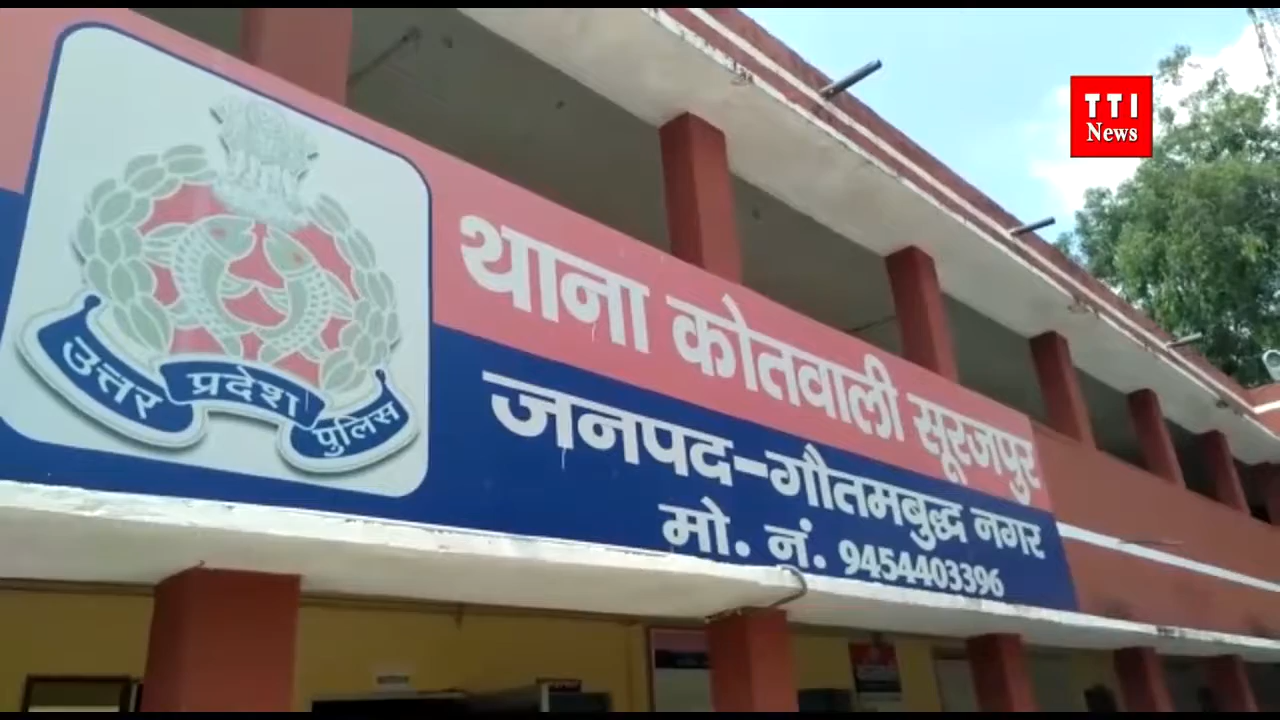 TTI
News
थाना कोतवाली सूरजपुर
जनपद-गौतमबुद्ध नगर
मो. नं. 9454403396
उत्तर प्रदेश पुलिस